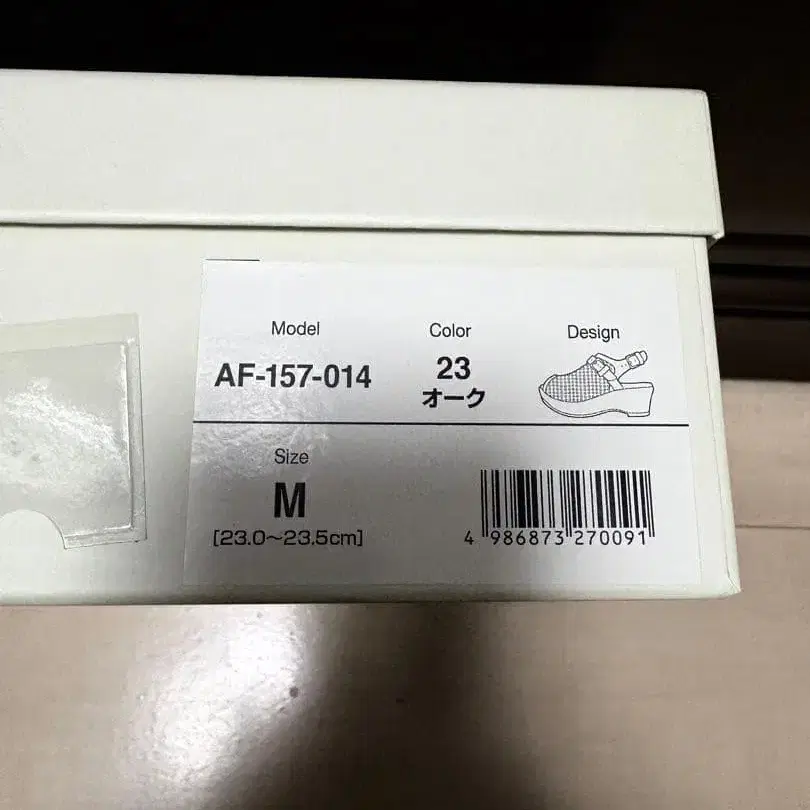 Model
AF-157-014
Color
23
オーク
Design
Size
M
[23.0～23.5cm]
4 986873 270091